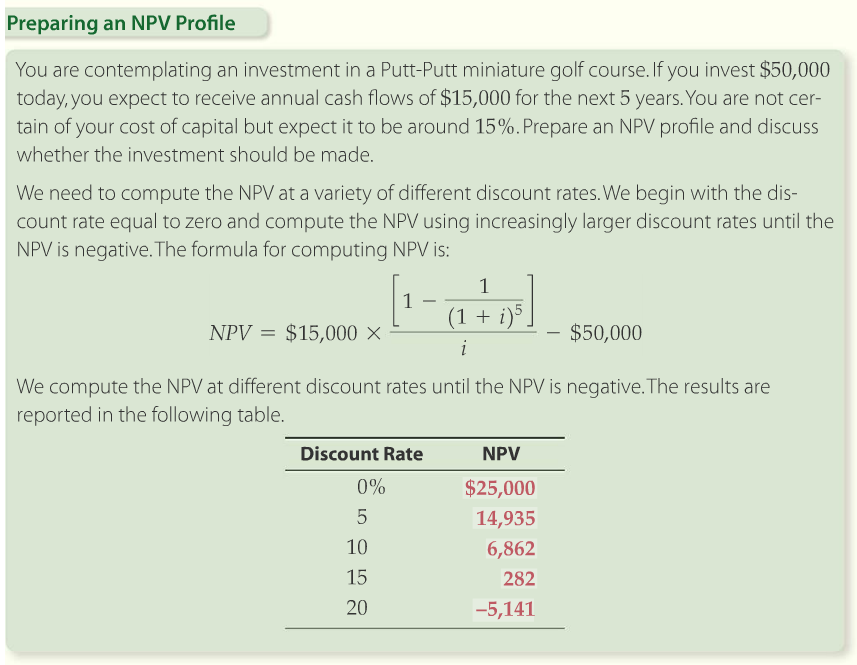 Preparing an NPV Profile
You are contemplating an investment in a Putt-Putt miniature golf course. If you invest $50,000
today, you expect to receive annual cash flows of $15,000 for the next 5 years. You are not cer-
tain of your cost of capital but expect it to be around 15%. Prepare an NPV profile and discuss
whether the investment should be made.
We need to compute the NPV at a variety of different discount rates. We begin with the dis-
count rate equal to zero and compute the NPV using increasingly larger discount rates until the
NPV is negative. The formula for computing NPV is:
NPV = $15,000 × [1 − 1/(1 + i)^5]/i − $50,000
We compute the NPV at different discount rates until the NPV is negative. The results are
reported in the following table.
Discount Rate NPV
0% $25,000
5 14,935
10 6,862
15 282
20 −5,141